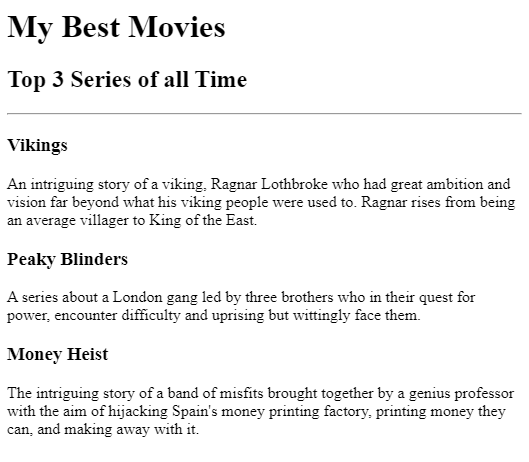 My Best Movies
Top 3 Series of all Time
Vikings
An intriguing story of a viking, Ragnar Lothbroke who had great ambition and
vision far beyond what his viking people were used to. Ragnar rises from being
an average villager to King of the East.
Peaky Blinders
A series about a London gang led by three brothers who in their quest for
power, encounter difficulty and uprising but wittingly face them.
Money Heist
The intriguing story of a band of misfits brought together by a genius professor
with the aim of hijacking Spain's money printing factory, printing money they
can, and making away with it.